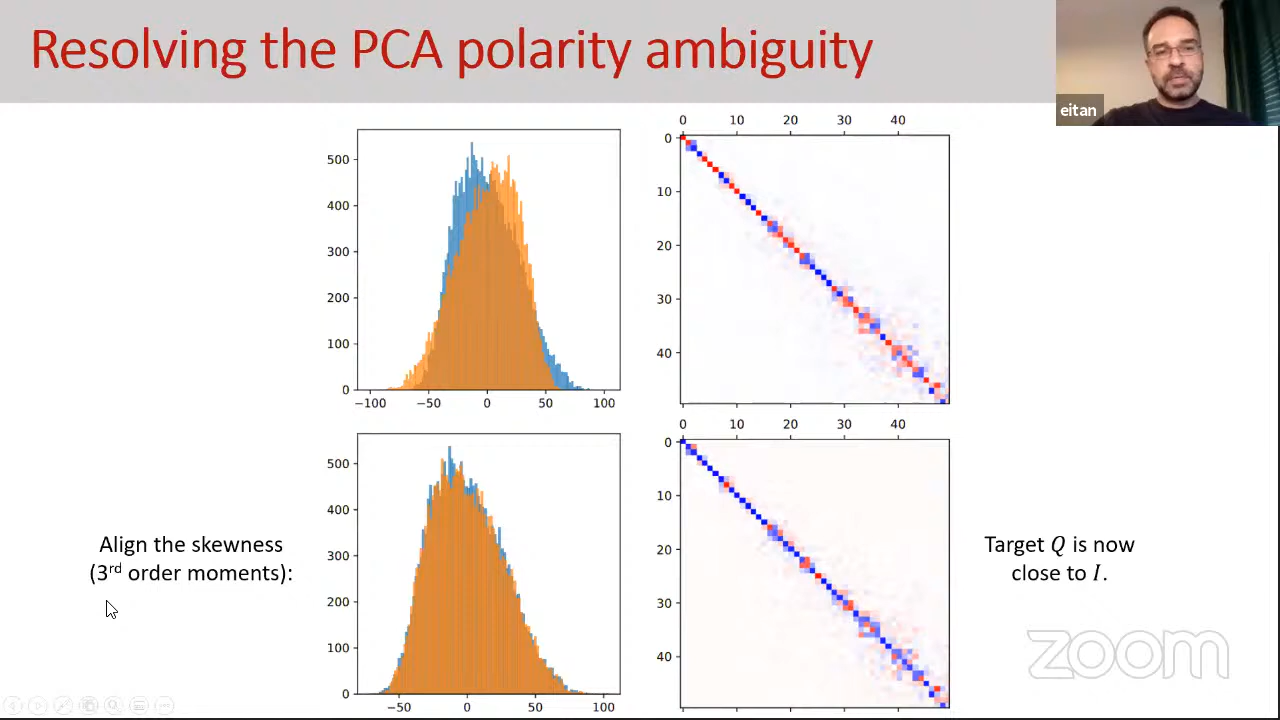 Resolving the PCA polarity ambiguity
eitan
0 10 20 30 40
500
400
300
200
100
0
−100 −50 0 50 100
0
10
20
30
40
0 10 20 30 40
500
400
300
200
100
0
−50 0 50 100
0
10
20
30
40
Align the skewness
(3rd order moments):
Target Q is now
close to I.
zoom